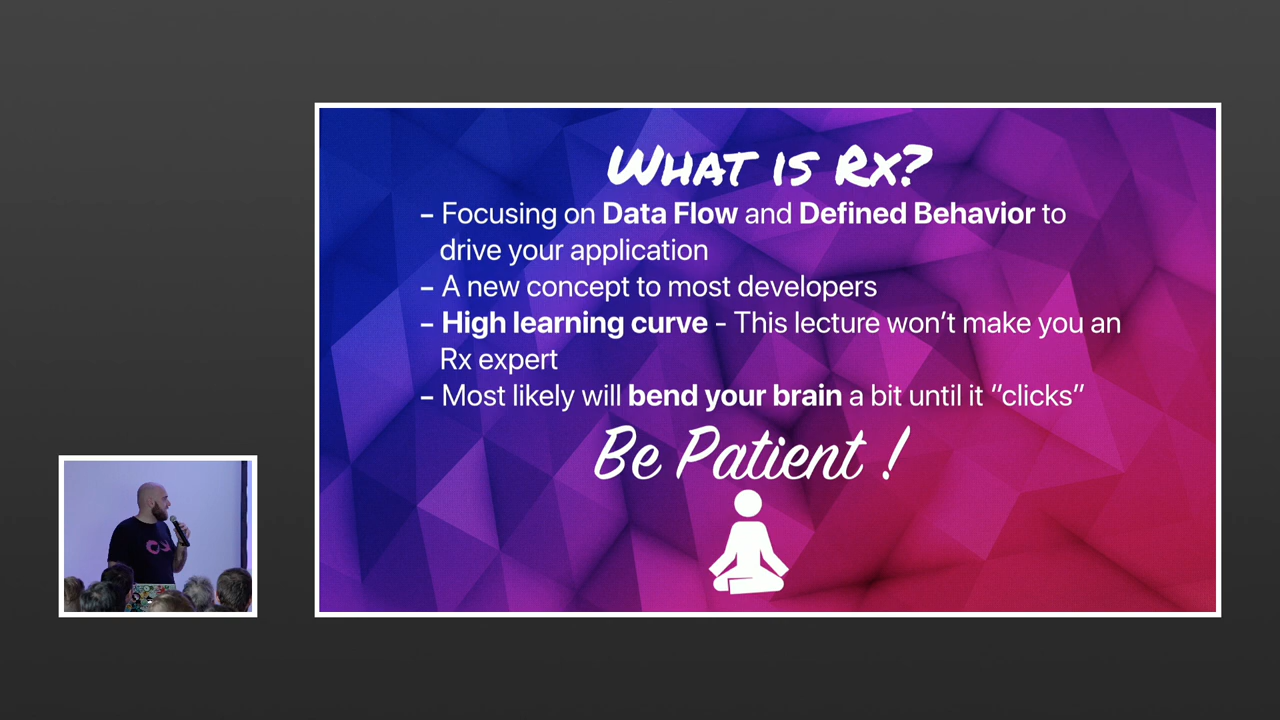 What is Rx?
– Focusing on Data Flow and Defined Behavior to
drive your application
– A new concept to most developers
– High learning curve - This lecture won’t make you an
Rx expert
– Most likely will bend your brain a bit until it “clicks”
Be Patient !